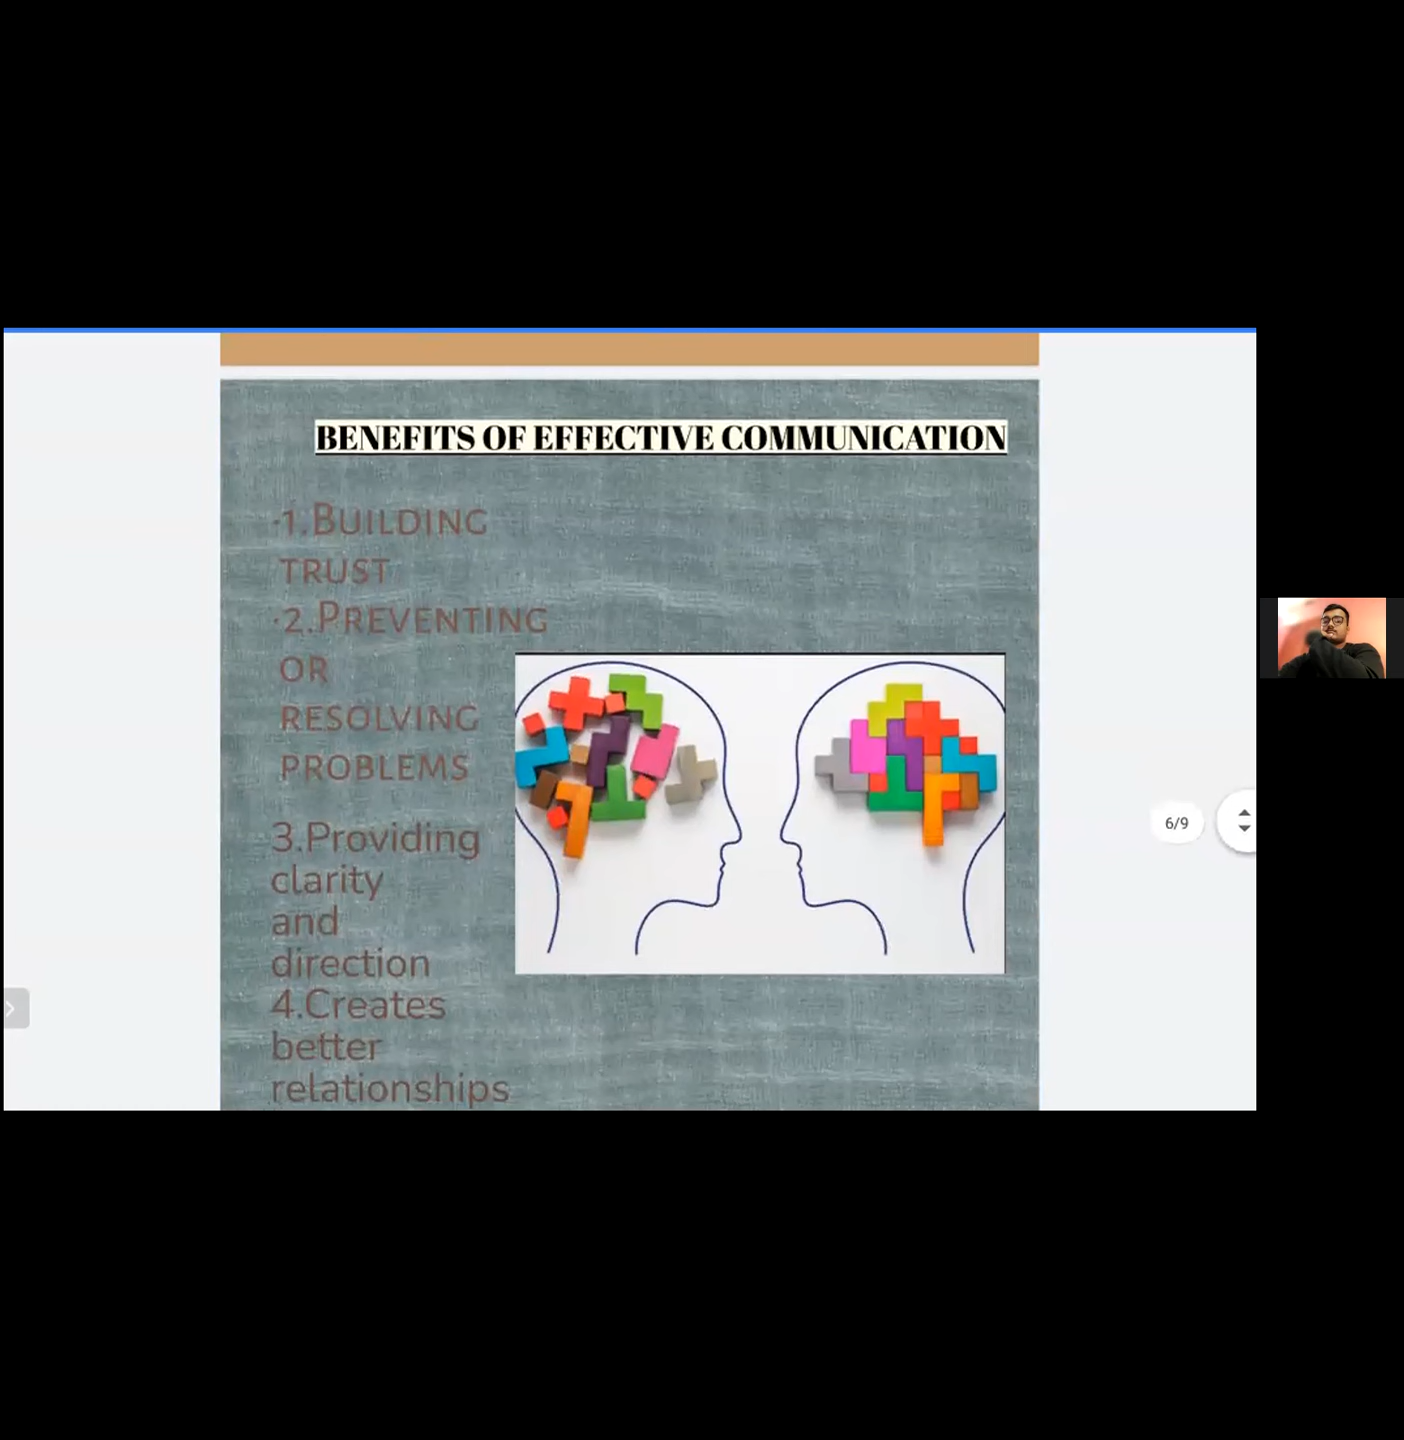 BENEFITS OF EFFECTIVE COMMUNICATION
·1.BUILDING
TRUST
·2.PREVENTING
OR
RESOLVING
PROBLEMS
3.Providing
clarity
and
direction
4.Creates
better
relationships
6/9